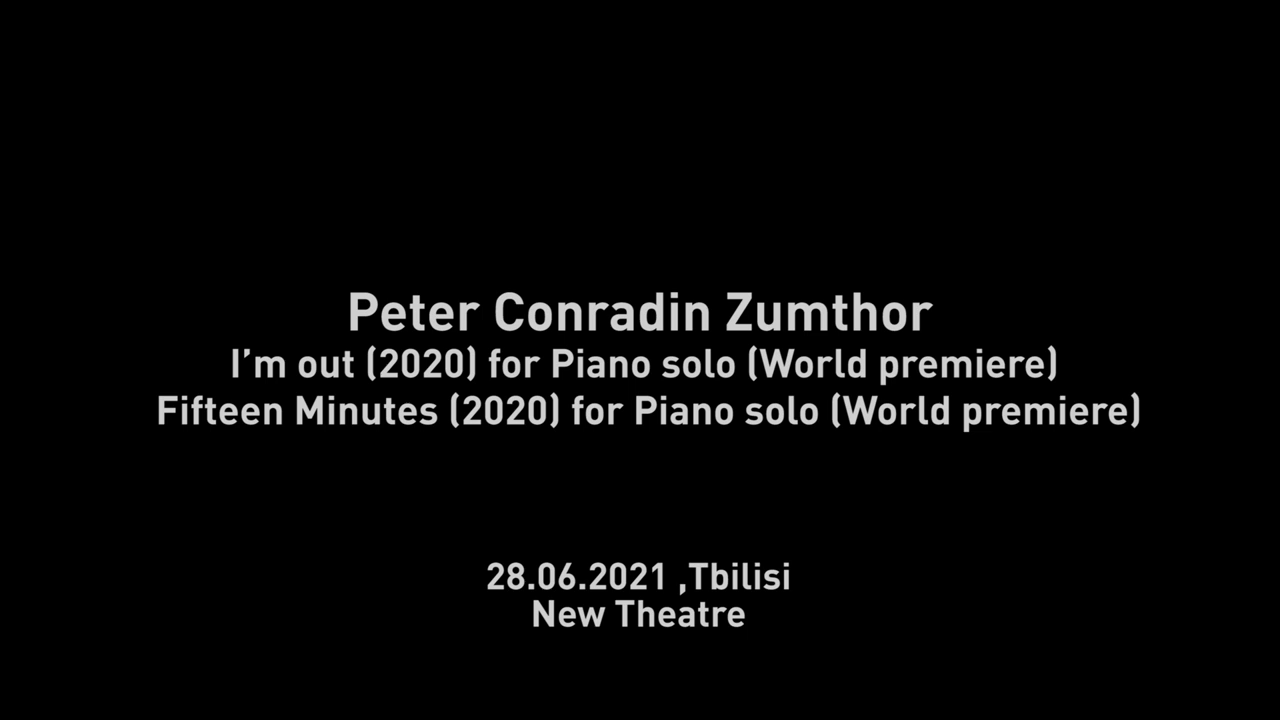 Peter Conradin Zumthor
I’m out (2020) for Piano solo (World premiere)
Fifteen Minutes (2020) for Piano solo (World premiere)
28.06.2021 ,Tbilisi
New Theatre